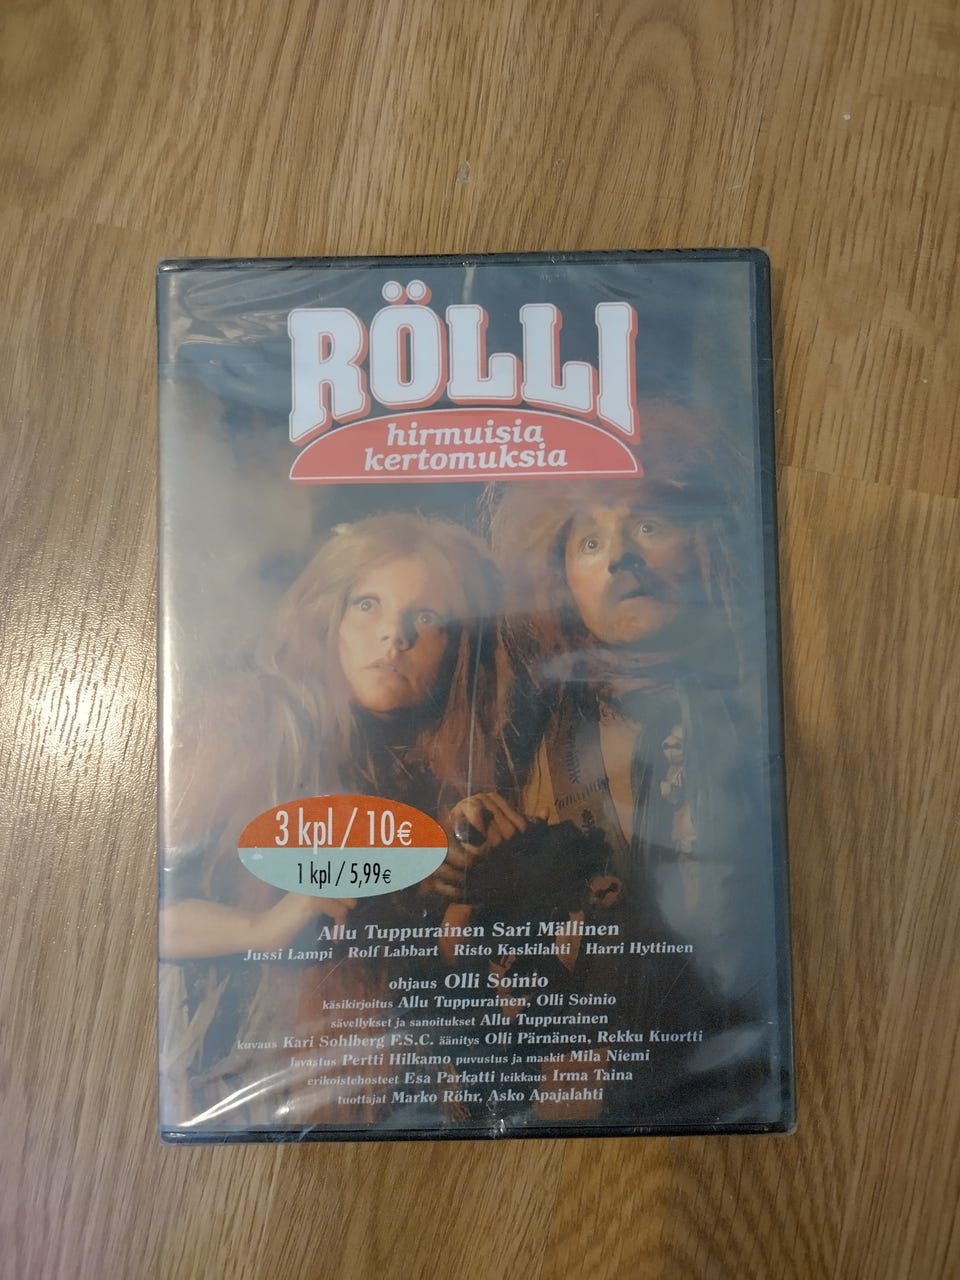 RÖLLI
hirmuisia
kertomuksia
3 kpl / 10€
1 kpl / 5,99€
Allu Tuppurainen Sari Mällinen
Jussi Lampi Rolf Labbart Risto Kaskilahti Harri Hyttinen
ohjaus Olli Soinio
käsikirjoitus Allu Tuppurainen, Olli Soinio
sävellykset ja sanoitukset Allu Tuppurainen
kuvaus Kari Sohlberg F.S.C. äänitys Olli Pärnänen, Rekku Kuortti
lavastus Pertti Hilkamo puvustus ja maskit Mila Niemi
erikoistehosteet Esa Parkatti leikkaus Irma Taina
tuottajat Marko Röhr, Asko Apajalahti